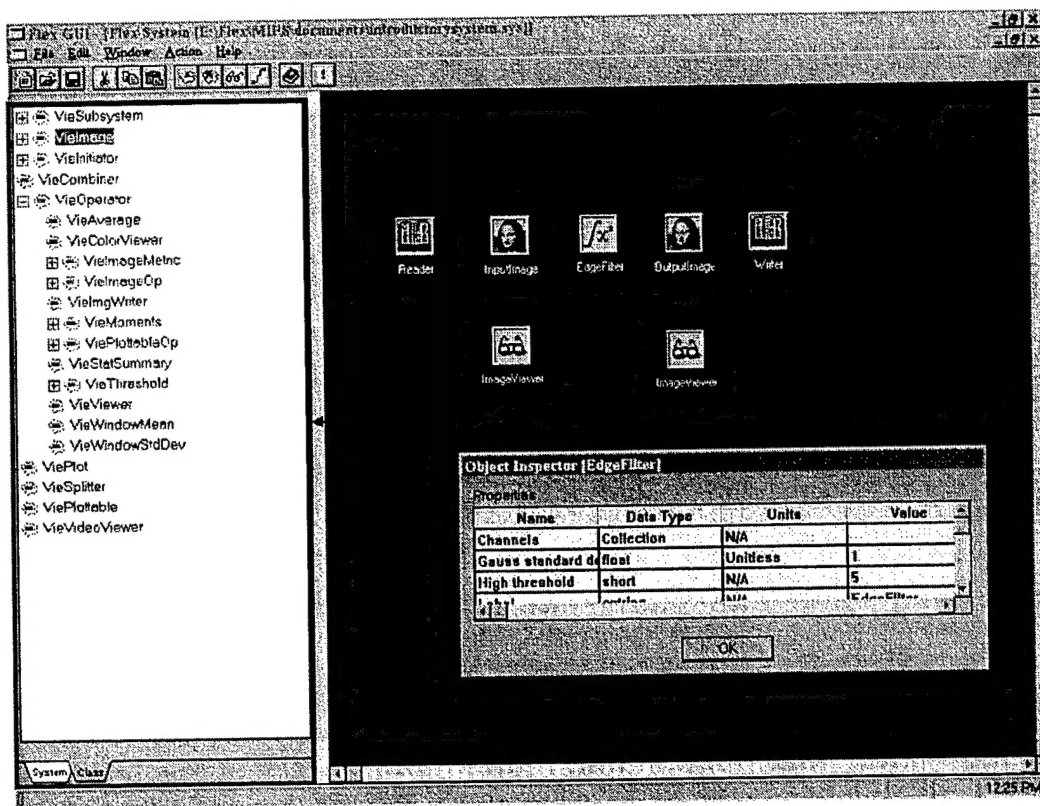 Flex GUI - [Flex System [E:\Flex\MIPS\documents\introductorysystem.sys]]
File Edit Window Action Help
VieSubsystem
VieImage
VieInitiator
VieCombiner
VieOperator
VieAverage
VieColorViewer
VieImageMetric
VieImageOp
VieImgWriter
VieMoments
ViePlottableOp
VieStatSummary
VieThreshold
VieViewer
VieWindowMean
VieWindowStdDev
ViePlot
VieSplitter
ViePlottable
VieVideoViewer
Reader InputImage EdgeFilter OutputImage Writer
ImageViewer ImageViewer
Object Inspector [EdgeFilter]
Properties
Name Data Type Units Value
Channels Collection N/A
Gauss standard de float Unitless 1
High threshold short N/A 5
Label string N/A EdgeFilter
OK
System Class
12:25 PM